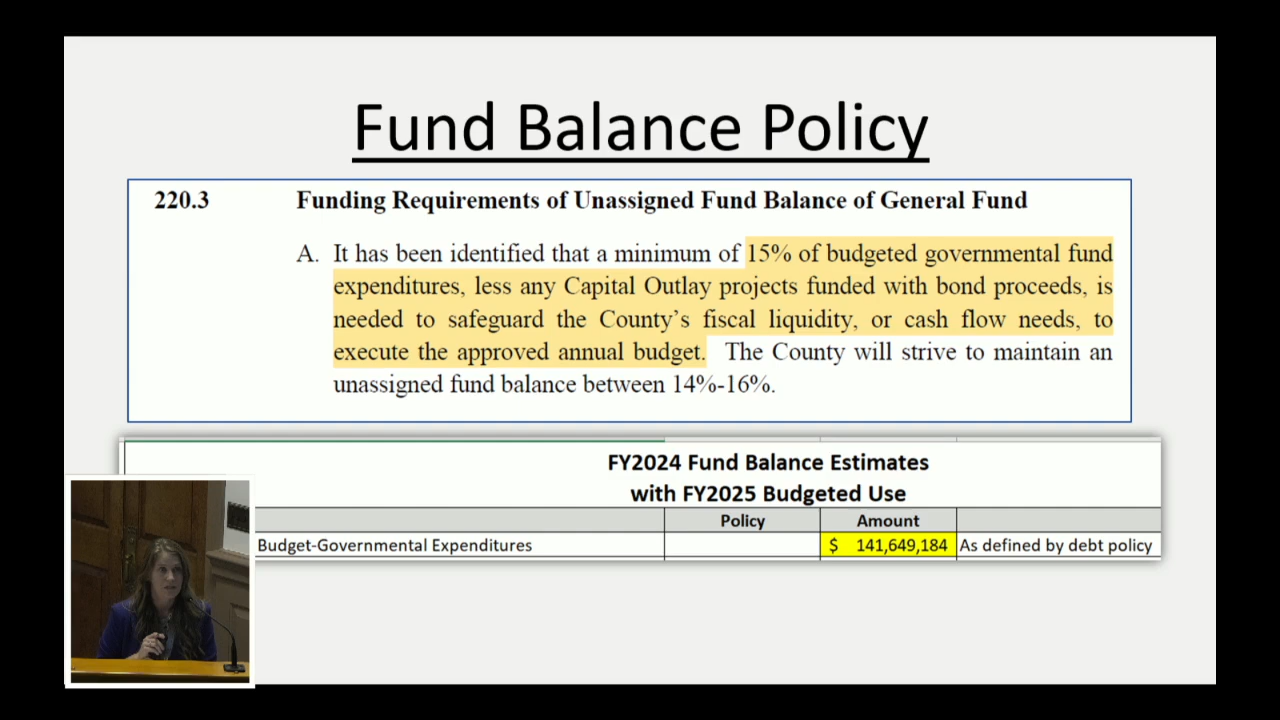 Fund Balance Policy
220.3 Funding Requirements of Unassigned Fund Balance of General Fund
A. It has been identified that a minimum of 15% of budgeted governmental fund
expenditures, less any Capital Outlay projects funded with bond proceeds, is
needed to safeguard the County’s fiscal liquidity, or cash flow needs, to
execute the approved annual budget. The County will strive to maintain an
unassigned fund balance between 14%-16%.
FY2024 Fund Balance Estimates
with FY2025 Budgeted Use
Policy Amount
Budget-Governmental Expenditures $ 141,649,184 As defined by debt policy